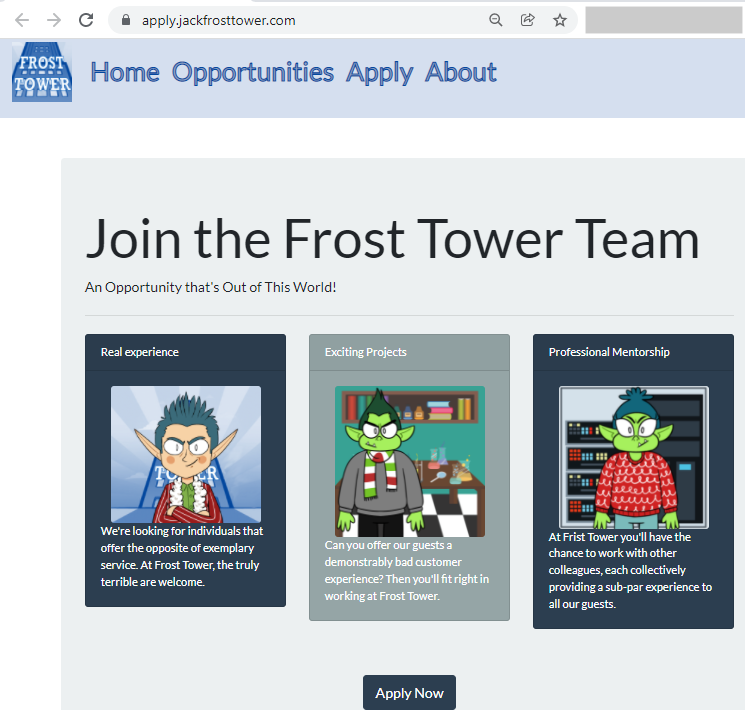 apply.jackfrosttower.com
FROST
TOWER
Home Opportunities Apply About
Join the Frost Tower Team
An Opportunity that's Out of This World!
Real experience
We're looking for individuals that
offer the opposite of exemplary
service. At Frost Tower, the truly
terrible are welcome.
Exciting Projects
Can you offer our guests a
demonstrably bad customer
experience? Then you'll fit right in
working at Frost Tower.
Professional Mentorship
At Frist Tower you'll have the
chance to work with other
colleagues, each collectively
providing a sub-par experience to
all our guests.
Apply Now